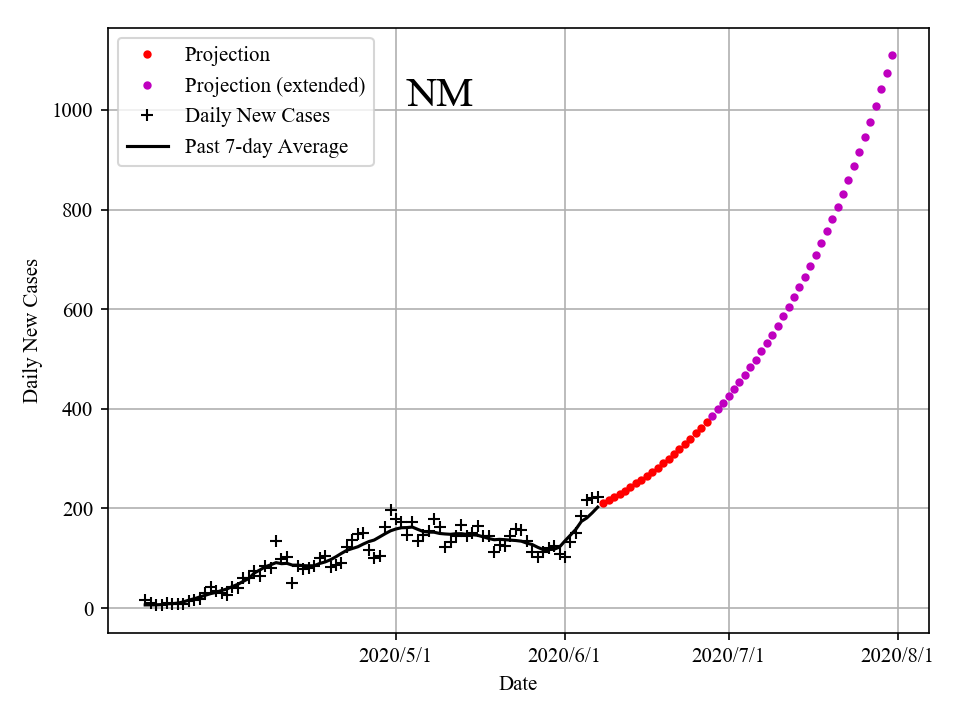 Projection
Projection (extended)
Daily New Cases
Past 7-day Average
NM
1000
800
600
400
200
0
Daily New Cases
2020/5/1
2020/6/1
2020/7/1
2020/8/1
Date